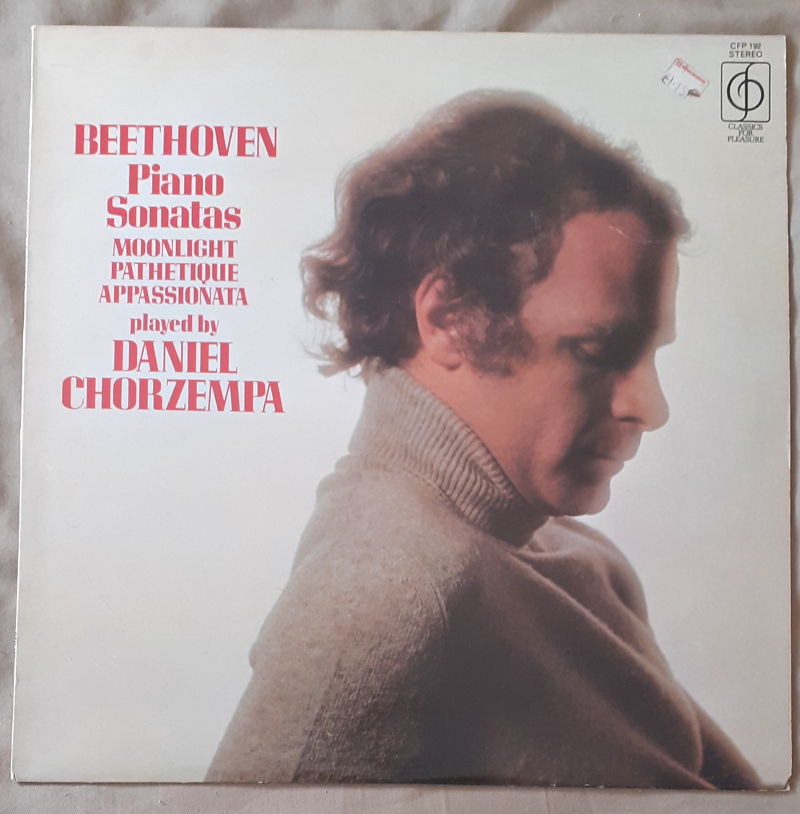 BEETHOVEN
Piano
Sonatas
MOONLIGHT
PATHETIQUE
APPASSIONATA
played by
DANIEL
CHORZEMPA
CFP 192
STEREO
CLASSICS
FOR
PLEASURE